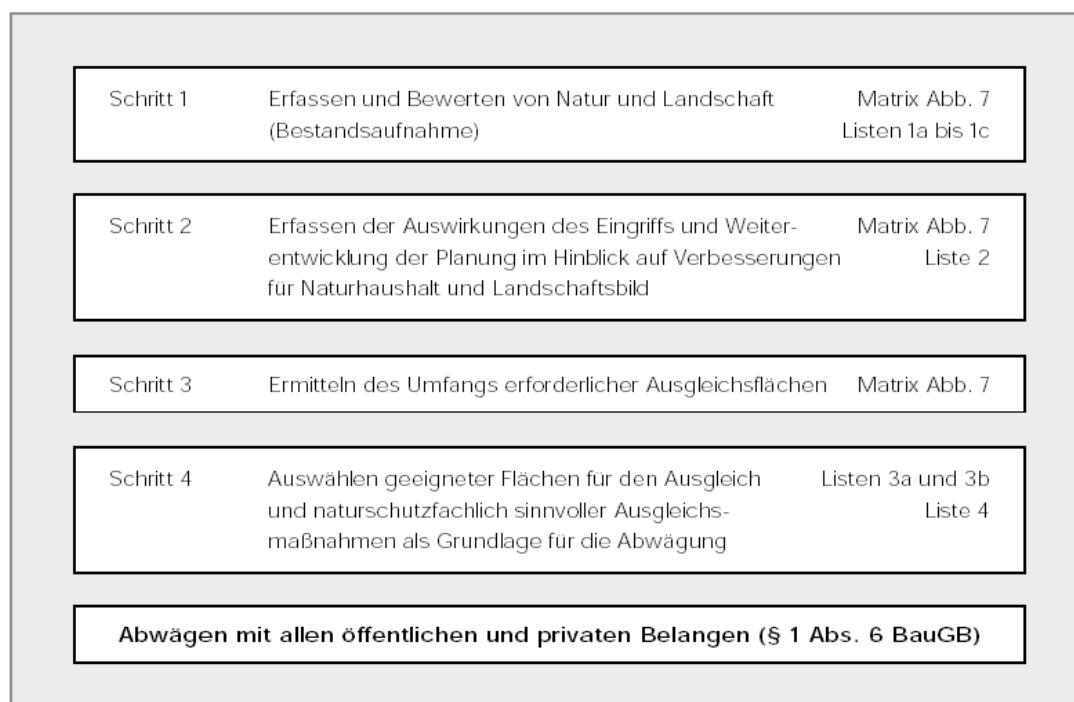 Schritt 1 Erfassen und Bewerten von Natur und Landschaft Matrix Abb. 7
(Bestandsaufnahme) Listen 1a bis 1c
Schritt 2 Erfassen der Auswirkungen des Eingriffs und Weiter- Matrix Abb. 7
entwicklung der Planung im Hinblick auf Verbesserungen Liste 2
für Naturhaushalt und Landschaftsbild
Schritt 3 Ermitteln des Umfangs erforderlicher Ausgleichsflächen Matrix Abb. 7
Schritt 4 Auswählen geeigneter Flächen für den Ausgleich Listen 3a und 3b
und naturschutzfachlich sinnvoller Ausgleichs- Liste 4
maßnahmen als Grundlage für die Abwägung
Abwägen mit allen öffentlichen und privaten Belangen (§ 1 Abs. 6 BauGB)